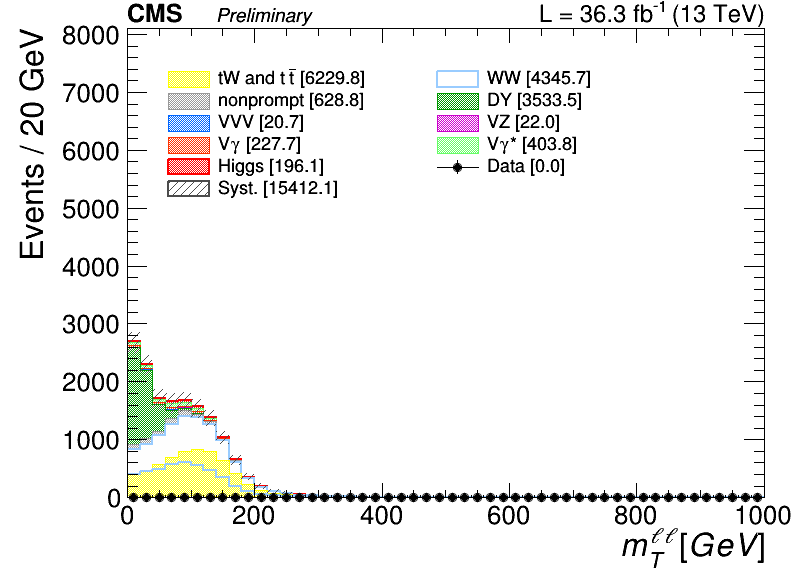 CMS Preliminary L = 36.3 fb⁻¹ (13 TeV)
Events / 20 GeV
8000
7000
6000
5000
4000
3000
2000
1000
0
tW and t t̄ [6229.8]
nonprompt [628.8]
VVV [20.7]
Vγ [227.7]
Higgs [196.1]
Syst. [15412.1]
WW [4345.7]
DY [3533.5]
VZ [22.0]
Vγ* [403.8]
Data [0.0]
0 200 400 600 800 1000
m_T^{ℓℓ} [GeV]